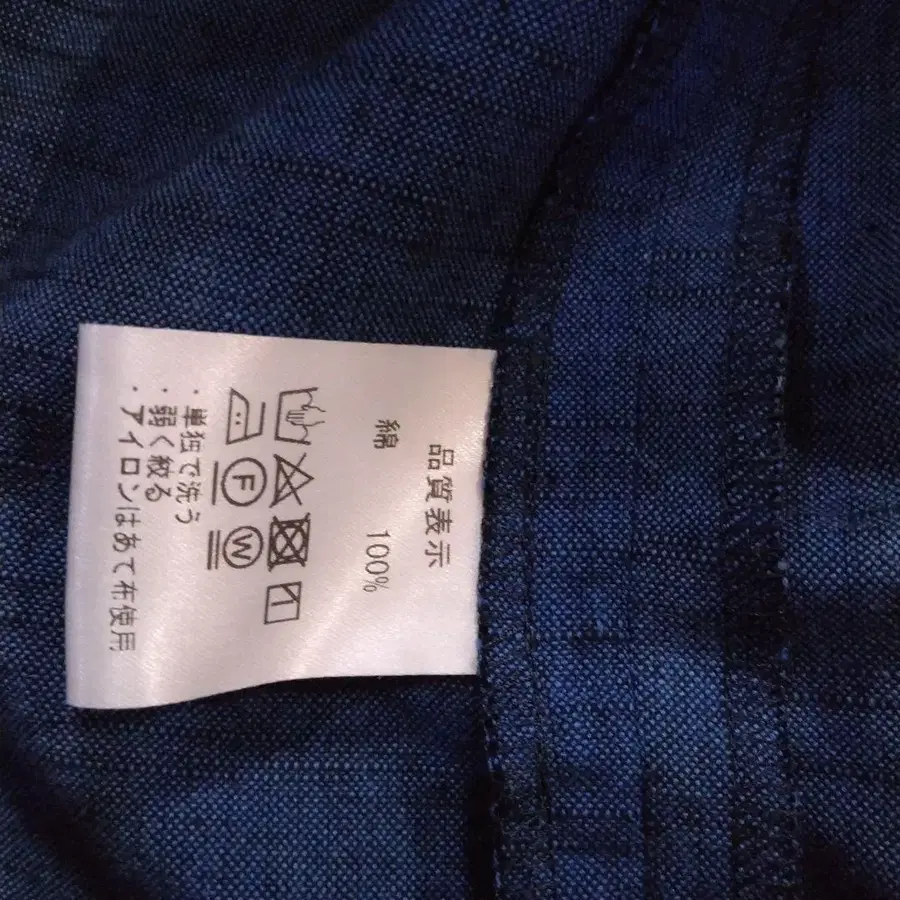 品質表示
綿 100%
F W
・単独で洗う
・弱く絞る
・アイロンはあて布使用